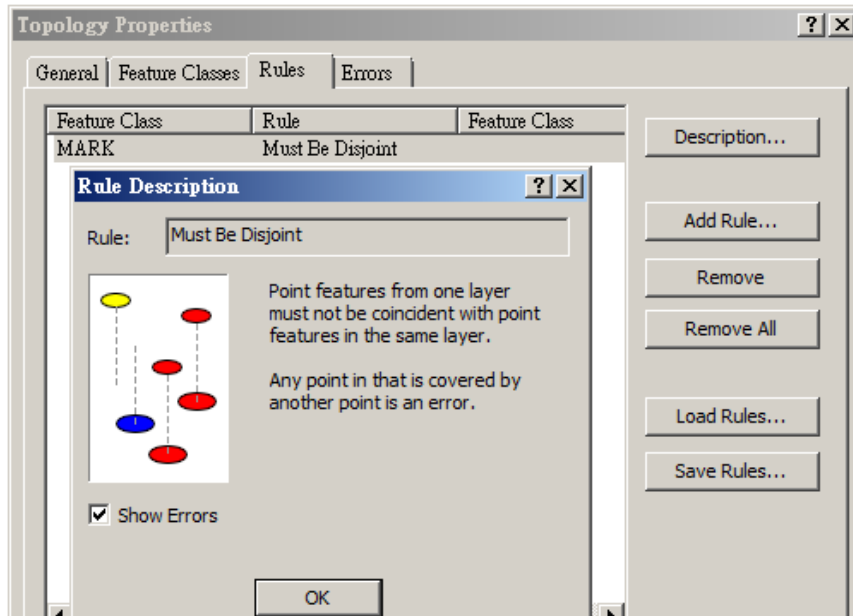 Topology Properties
General Feature Classes Rules Errors
Feature Class Rule Feature Class
MARK Must Be Disjoint
Description...
Rule Description
Add Rule...
Rule: Must Be Disjoint
Remove
Point features from one layer
must not be coincident with point
features in the same layer.
Remove All
Any point in that is covered by
another point is an error.
Load Rules...
Save Rules...
Show Errors
OK